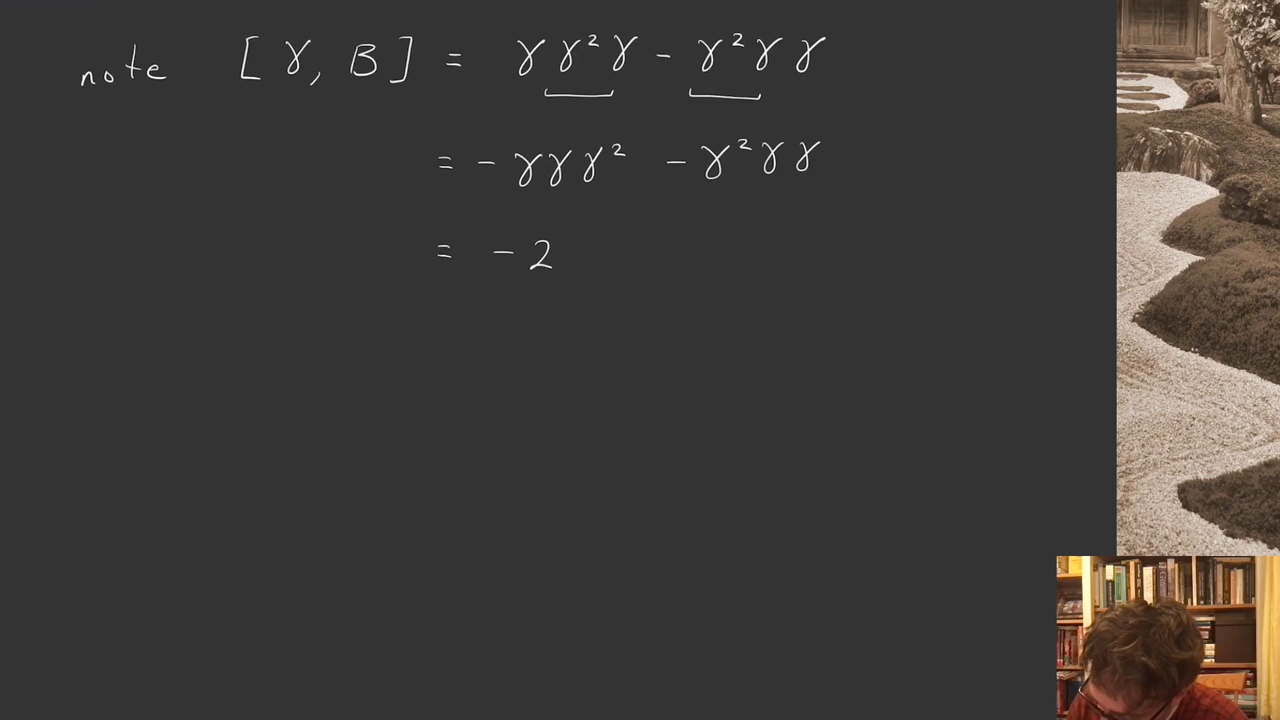 note [γ, B] = γγ²γ - γ²γγ
= - γγγ² - γ²γγ
= - 2